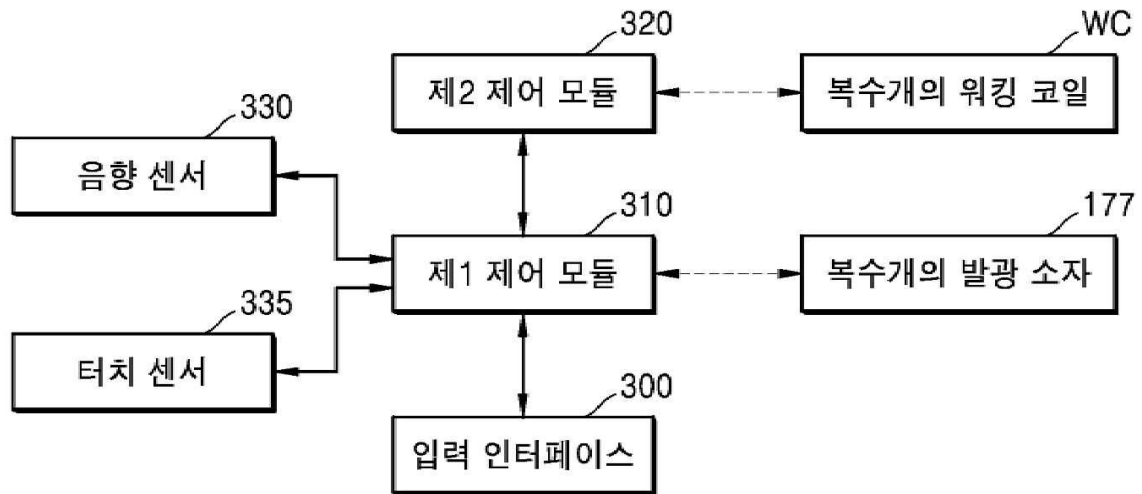 320
제2 제어 모듈
WC
복수개의 워킹 코일
330
음향 센서
310
제1 제어 모듈
177
복수개의 발광 소자
335
터치 센서
300
입력 인터페이스